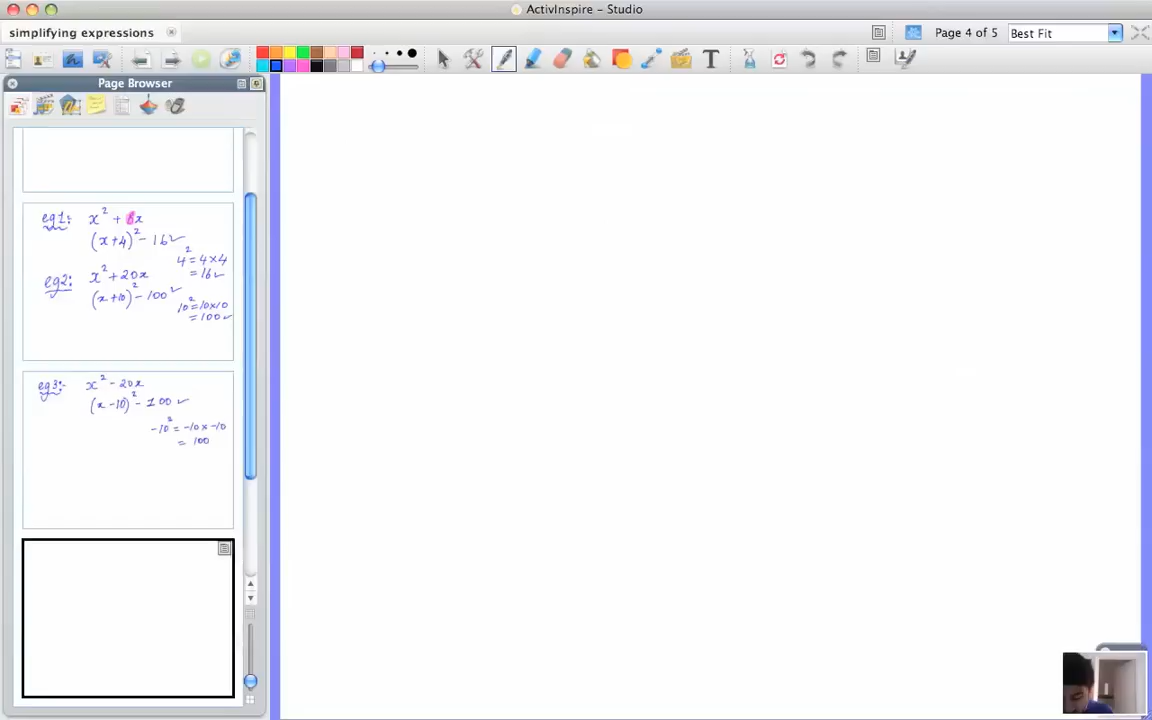 ActivInspire – Studio
simplifying expressions
Page 4 of 5
Best Fit
T
Page Browser
eg1: x² + 8x
(x+4)² - 16 ✓
4² = 4×4
= 16 ✓
eg2: x² + 20x
(x+10)² - 100 ✓
10² = 10×10
= 100 ✓
eg3:- x² - 20x
(x-10)² - 100 ✓
-10² = -10 × -10
= 100